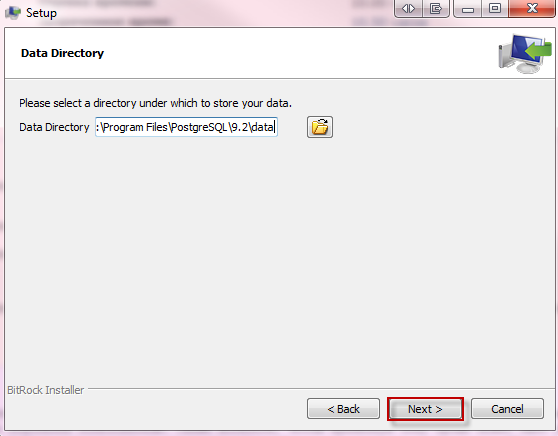 Setup
Data Directory
Please select a directory under which to store your data.
Data Directory :\Program Files\PostgreSQL\9.2\data
BitRock Installer
< Back Next > Cancel